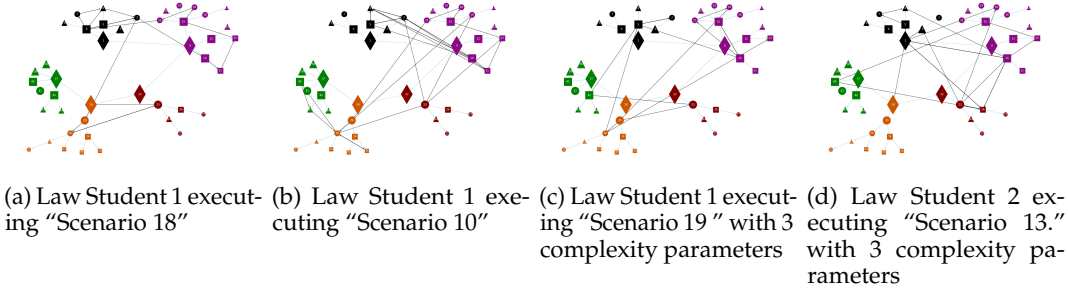 (a) Law Student 1 execut-
ing “Scenario 18”
(b) Law Student 1 exe-
cuting “Scenario 10”
(c) Law Student 1 execut-
ing “Scenario 19 ” with 3
complexity parameters
(d) Law Student 2 ex-
ecuting “Scenario 13.”
with 3 complexity pa-
rameters